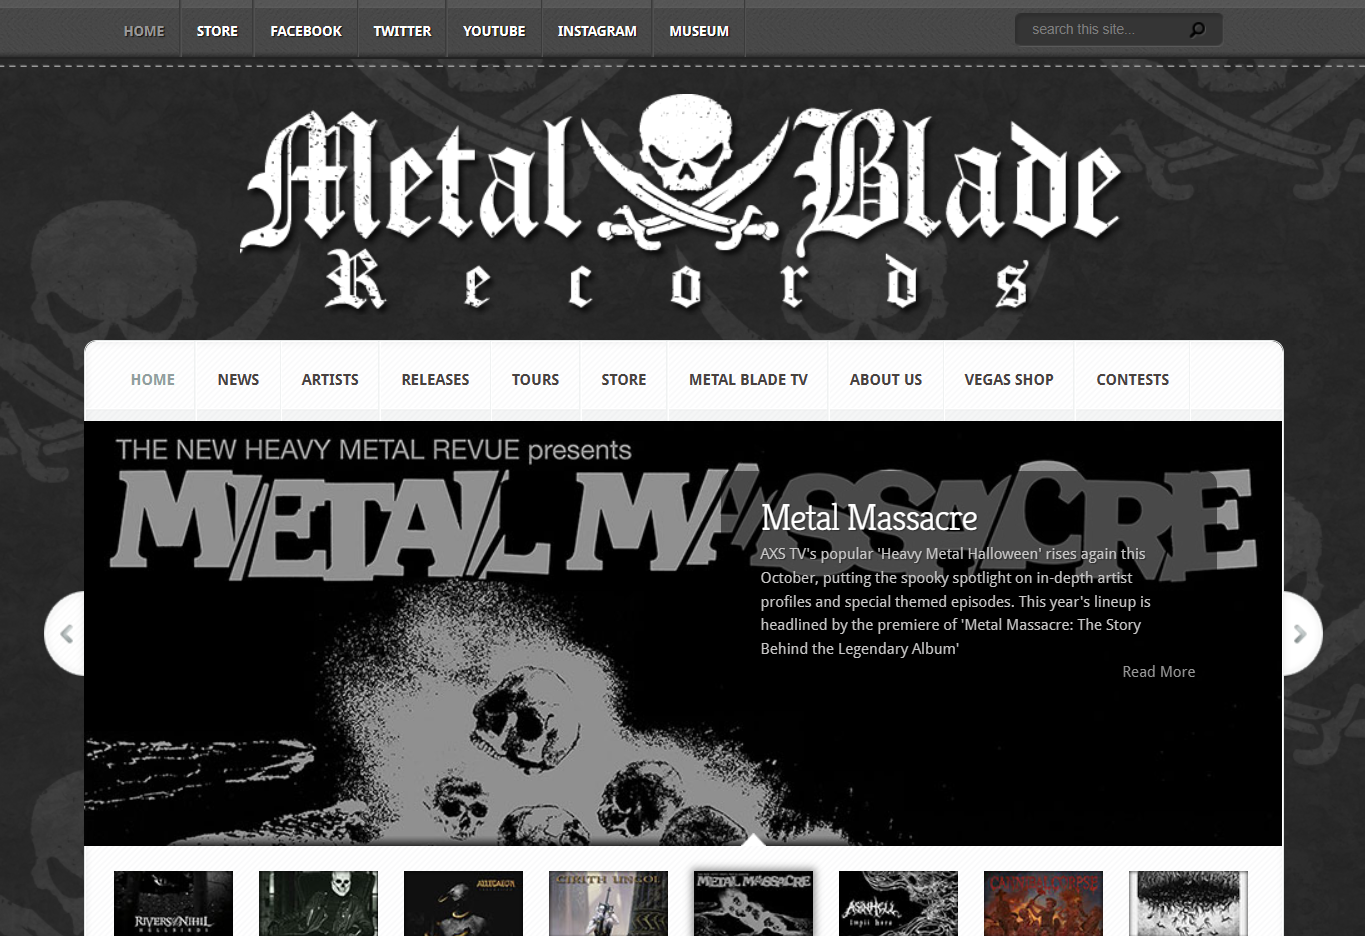 HOME STORE FACEBOOK TWITTER YOUTUBE INSTAGRAM MUSEUM search this site...
Metal Blade
Records
HOME NEWS ARTISTS RELEASES TOURS STORE METAL BLADE TV ABOUT US VEGAS SHOP CONTESTS
THE NEW HEAVY METAL REVUE presents
METAL MASSACRE
Metal Massacre
AXS TV's popular 'Heavy Metal Halloween' rises again this
October, putting the spooky spotlight on in-depth artist
profiles and special themed episodes. This year's lineup is
headlined by the premiere of 'Metal Massacre: The Story
Behind the Legendary Album'
Read More
RIVERS OF NIHIL
HELLBIRDS
ALLEGAEON
CIRITH UNGOL
METAL MASSACRE
ASINHELL
Impii Hora
CANNIBAL CORPSE